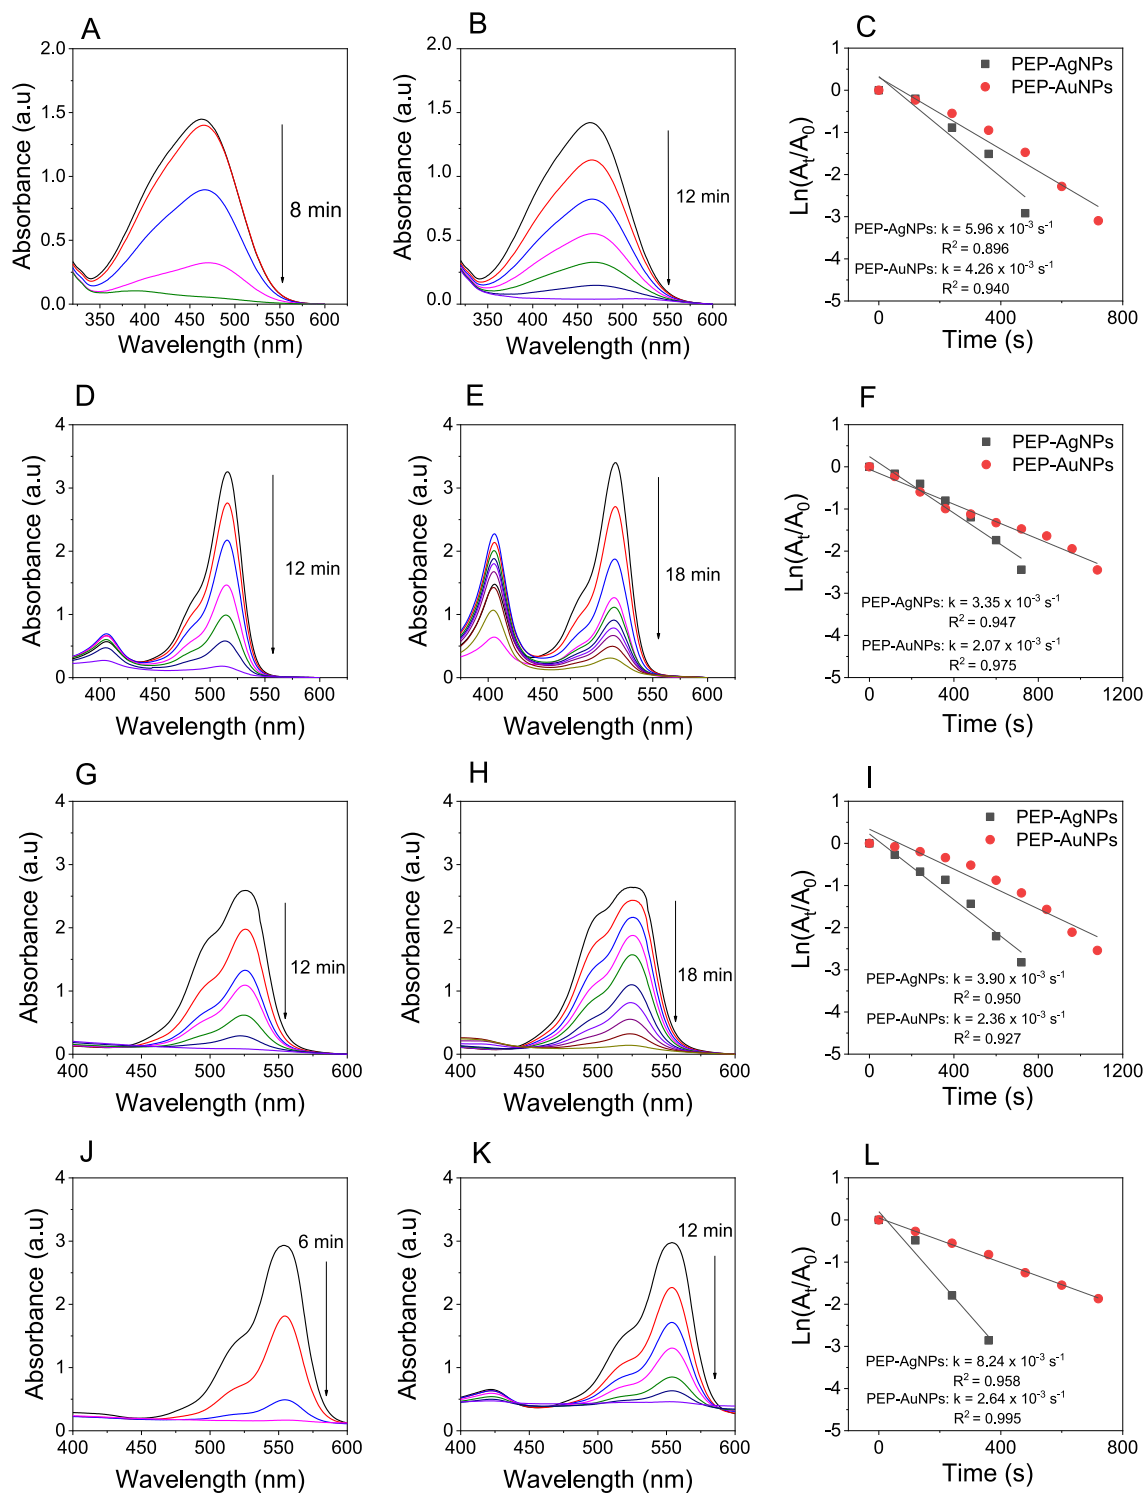 A
2.0
1.5
1.0
0.5
0.0
Absorbance (a.u)
8 min
350 400 450 500 550 600
Wavelength (nm)
B
2.0
1.5
1.0
0.5
0.0
Absorbance (a.u)
12 min
350 400 450 500 550 600
Wavelength (nm)
C
1
0
-1
-2
-3
-4
-5
Ln(Aₜ/A₀)
PEP-AgNPs
PEP-AuNPs
PEP-AgNPs: k = 5.96 x 10⁻³ s⁻¹
R² = 0.896
PEP-AuNPs: k = 4.26 x 10⁻³ s⁻¹
R² = 0.940
0 400 800
Time (s)
D
4
3
2
1
0
Absorbance (a.u)
12 min
400 450 500 550 600
Wavelength (nm)
E
4
3
2
1
0
Absorbance (a.u)
18 min
400 450 500 550 600
Wavelength (nm)
F
1
0
-1
-2
-3
-4
-5
Ln(Aₜ/A₀)
PEP-AgNPs
PEP-AuNPs
PEP-AgNPs: k = 3.35 x 10⁻³ s⁻¹
R² = 0.947
PEP-AuNPs: k = 2.07 x 10⁻³ s⁻¹
R² = 0.975
0 400 800 1200
Time (s)
G
4
3
2
1
0
Absorbance (a.u)
12 min
400 450 500 550 600
Wavelength (nm)
H
4
3
2
1
0
Absorbance (a.u)
18 min
400 450 500 550 600
Wavelength (nm)
I
1
0
-1
-2
-3
-4
-5
Ln(Aₜ/A₀)
PEP-AgNPs
PEP-AuNPs
PEP-AgNPs: k = 3.90 x 10⁻³ s⁻¹
R² = 0.950
PEP-AuNPs: k = 2.36 x 10⁻³ s⁻¹
R² = 0.927
0 400 800 1200
Time (s)
J
4
3
2
1
0
Absorbance (a.u)
6 min
400 450 500 550 600
Wavelength (nm)
K
4
3
2
1
0
Absorbance (a.u)
12 min
400 450 500 550 600
Wavelength (nm)
L
1
0
-1
-2
-3
-4
-5
Ln(Aₜ/A₀)
PEP-AgNPs
PEP-AuNPs
PEP-AgNPs: k = 8.24 x 10⁻³ s⁻¹
R² = 0.958
PEP-AuNPs: k = 2.64 x 10⁻³ s⁻¹
R² = 0.995
0 400 800
Time (s)